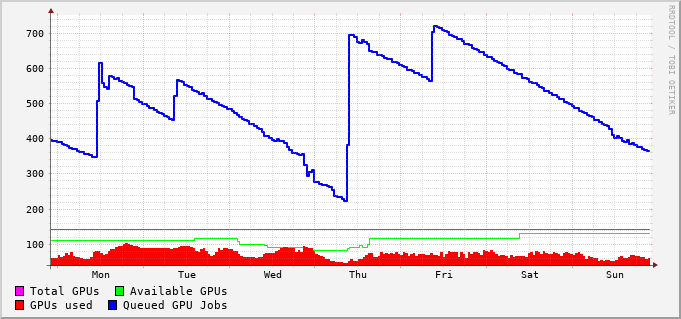 700
600
500
400
300
200
100
Mon Tue Wed Thu Fri Sat Sun
Total GPUs Available GPUs
GPUs used Queued GPU Jobs
RRDTOOL / TOBI OETIKER